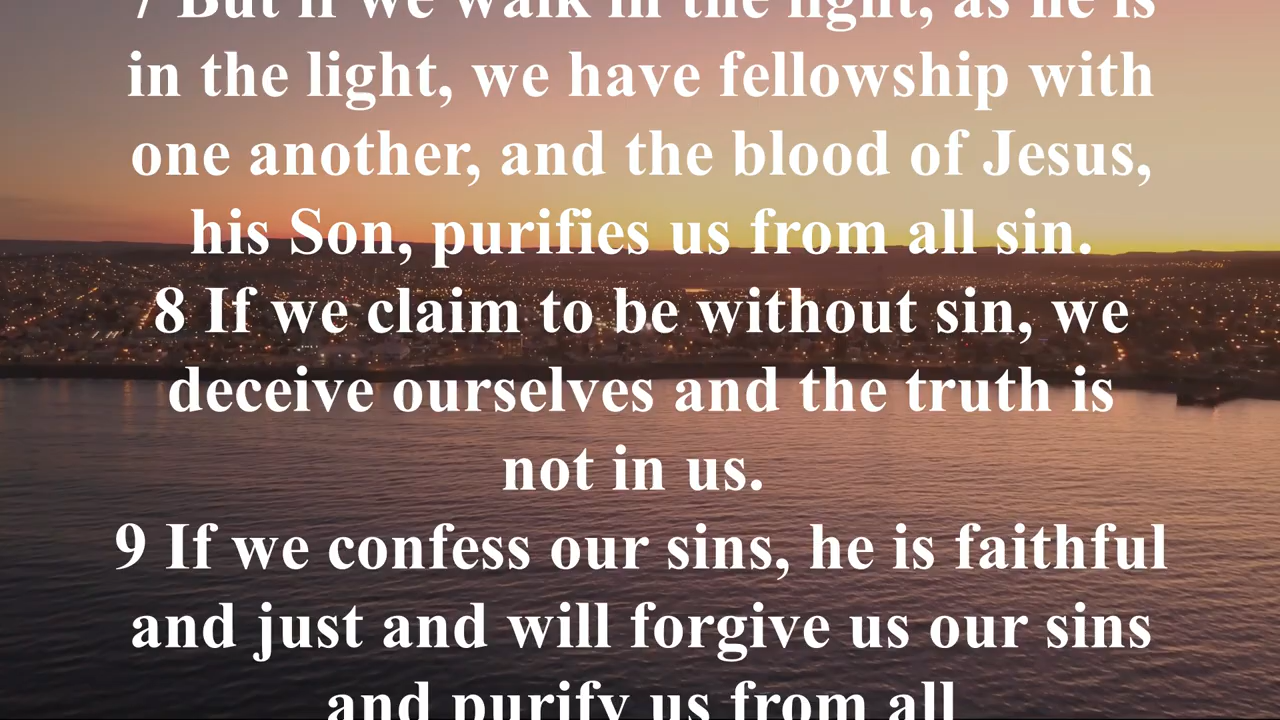 7 But if we walk in the light, as he is
in the light, we have fellowship with
one another, and the blood of Jesus,
his Son, purifies us from all sin.
8 If we claim to be without sin, we
deceive ourselves and the truth is
not in us.
9 If we confess our sins, he is faithful
and just and will forgive us our sins
and purify us from all